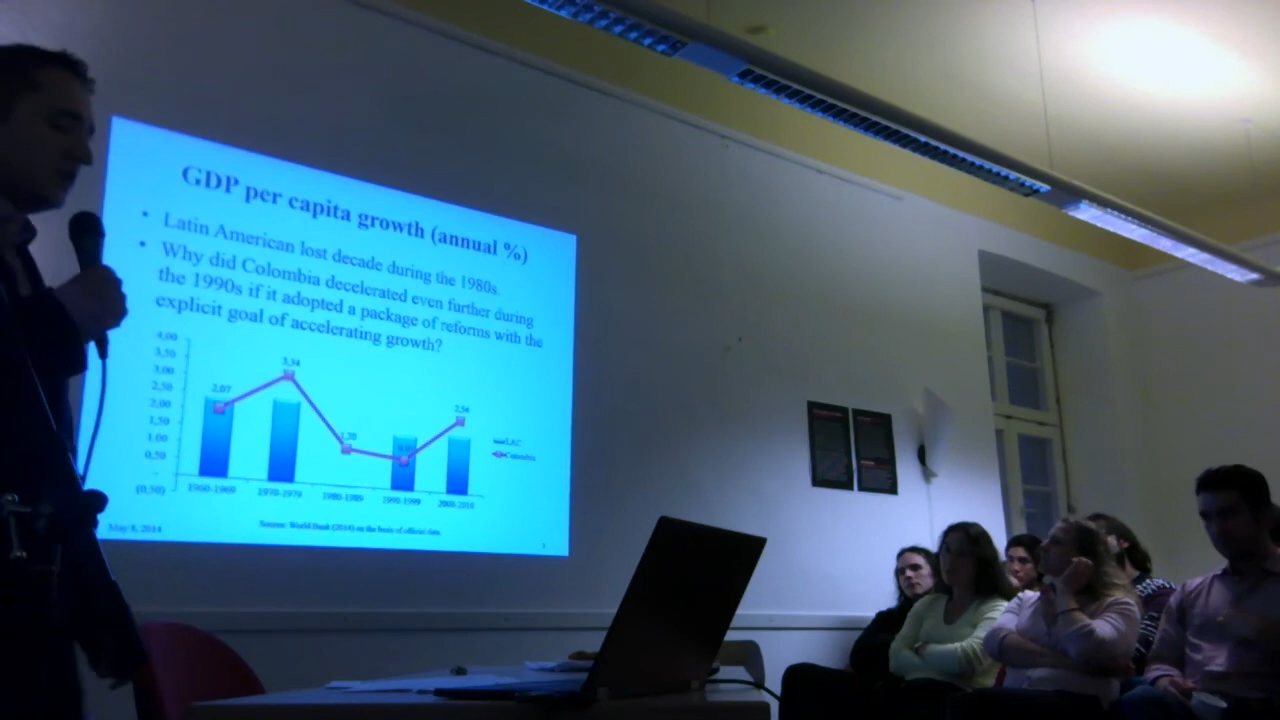 GDP per capita growth (annual %)
• Latin American lost decade during the 1980s.
• Why did Colombia decelerated even further during
the 1990s if it adopted a package of reforms with the
explicit goal of accelerating growth?
4,00
3,50
3,00
2,50
2,00
1,50
1,00
0,50
-
(0,50)
2,07
3,34
1,20
2,54
1960-1969
1970-1979
1980-1989
1990-1999
2000-2010
LAC
Colombia
Source: World Bank (2014) on the basis of official data.
May 8, 2014